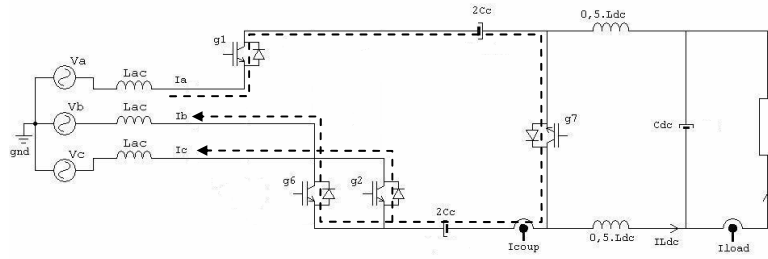 2Cc
0,5.Ldc
g1
Va
Lac
Ia
Vb
Lac
Ib
g7
Cdc
gnd
Vc
Lac
Ic
g6
g2
2Cc
Icoup
0,5.Ldc
ILdc
Iload